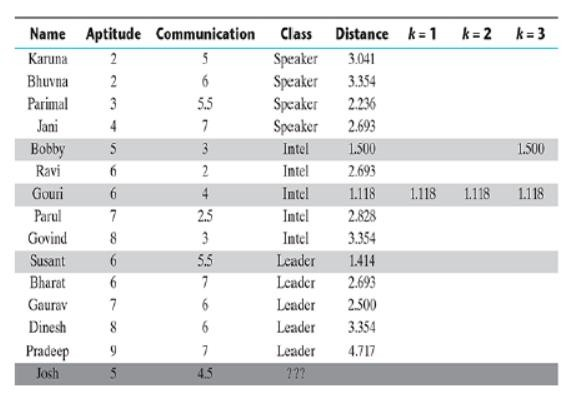 Name Aptitude Communication Class Distance k = 1 k = 2 k = 3
Karuna 2 5 Speaker 3.041
Bhuvna 2 6 Speaker 3.354
Parimal 3 5.5 Speaker 2.236
Jani 4 7 Speaker 2.693
Bobby 5 3 Intel 1.500 1.500
Ravi 6 2 Intel 2.693
Gouri 6 4 Intel 1.118 1.118 1.118 1.118
Parul 7 2.5 Intel 2.828
Govind 8 3 Intel 3.354
Susant 6 5.5 Leader 1.414
Bharat 6 7 Leader 2.693
Gaurav 7 6 Leader 2.500
Dinesh 8 6 Leader 3.354
Pradeep 9 7 Leader 4.717
Josh 5 4.5 ???